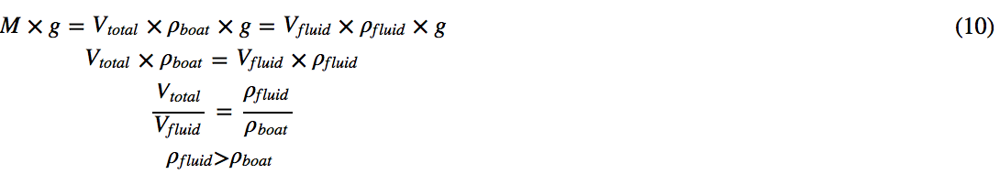 M × g = V_total × ρ_boat × g = V_fluid × ρ_fluid × g (10)
V_total × ρ_boat = V_fluid × ρ_fluid
V_total / V_fluid = ρ_fluid / ρ_boat
ρ_fluid>ρ_boat